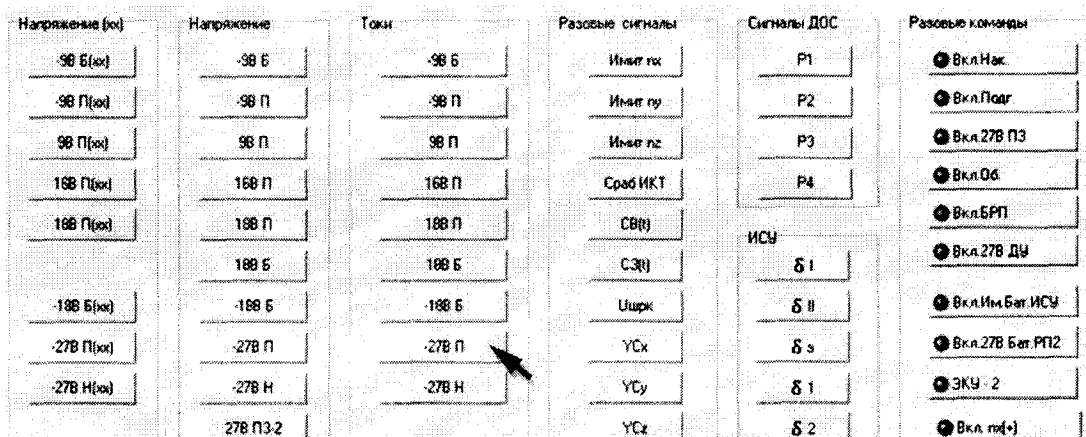 Напряжение (хх)
-9В Б(хх)
-9В П(хх)
9В П(хх)
16В П(хх)
18В П(хх)
-18В Б(хх)
-27В П(хх)
-27В Н(хх)
Напряжение
-9В Б
-9В П
9В П
16В П
18В П
18В Б
-18В Б
-27В П
-27В Н
27В ПЗ-2
Токи
-9В Б
-9В П
9В П
16В П
18В П
18В Б
-18В Б
-27В П
-27В Н
Разовые сигналы
Имит nx
Имит ny
Имит nz
Сраб ИКТ
СВ(t)
СЗ(t)
Uшрк
YCx
YCy
YCz
Сигналы ДОС
P1
P2
P3
P4
ИСУ
δ I
δ II
δ э
δ 1
δ 2
Разовые команды
Вкл.Нак.
Вкл.Подг.
Вкл.27В ПЗ
Вкл.Об.
Вкл.БРП
Вкл.27В ДУ
Вкл.Им.Бат.ИСУ
Вкл.27В Бат.РП2
ЗКУ - 2
Вкл. nx(+)